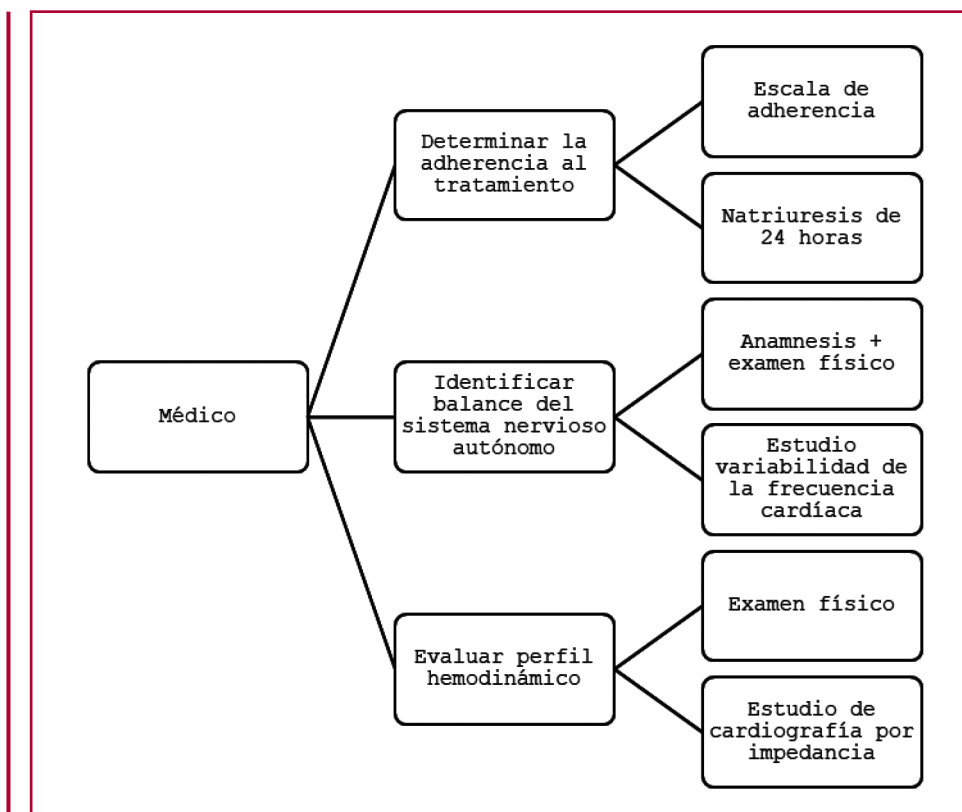 Médico
Determinar la
adherencia al
tratamiento
Escala de
adherencia
Natriuresis de
24 horas
Identificar
balance del
sistema nervioso
autónomo
Anamnesis +
examen físico
Estudio
variabilidad de
la frecuencia
cardíaca
Evaluar perfil
hemodinámico
Examen físico
Estudio de
cardiografía por
impedancia